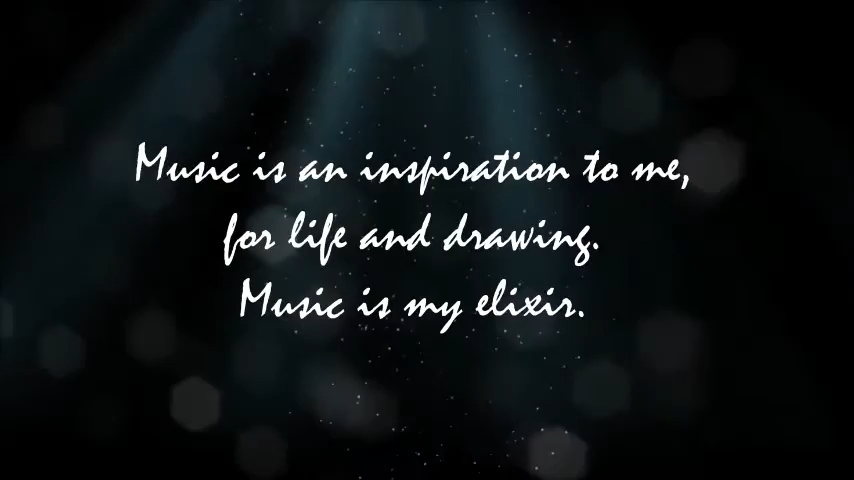 Music is an inspiration to me,
for life and drawing.
Music is my elixir.